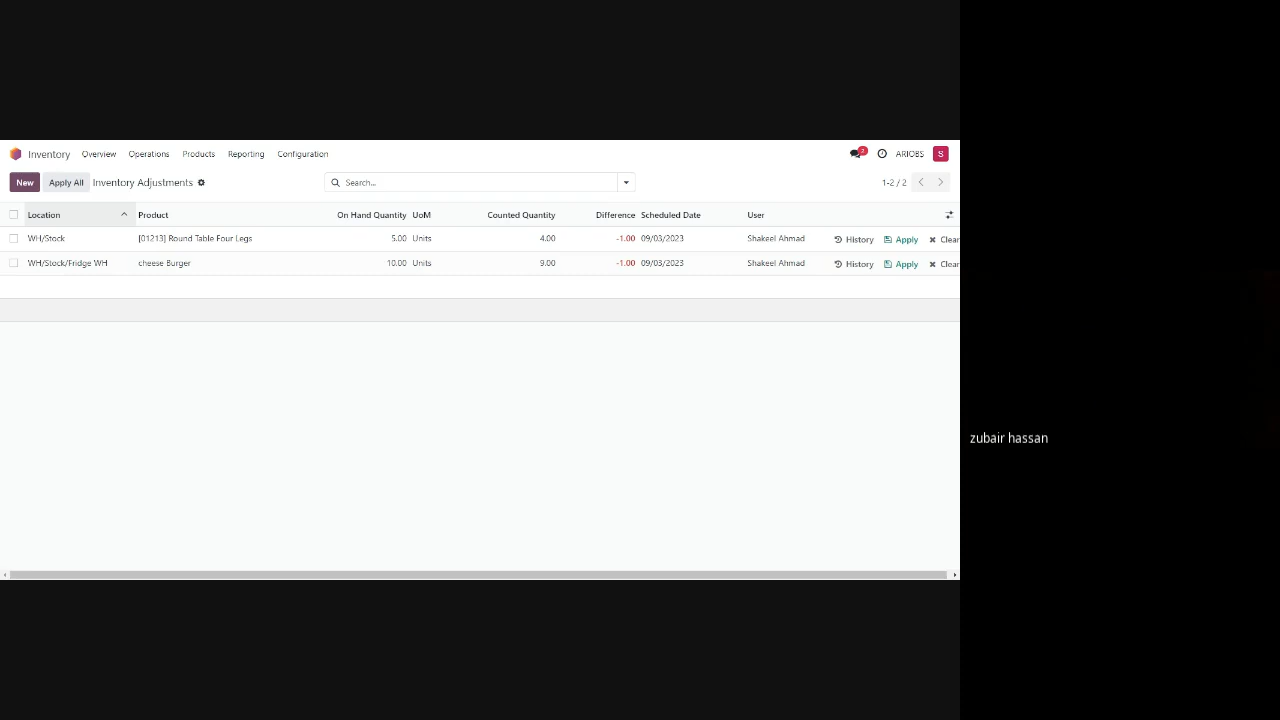 Inventory Overview Operations Products Reporting Configuration 2 ARIOBS S
New Apply All Inventory Adjustments Search... 1-2 / 2
Location Product On Hand Quantity UoM Counted Quantity Difference Scheduled Date User
WH/Stock [01213] Round Table Four Legs 5.00 Units 4.00 -1.00 09/03/2023 Shakeel Ahmad History Apply Clear
WH/Stock/Fridge WH cheese Burger 10.00 Units 9.00 -1.00 09/03/2023 Shakeel Ahmad History Apply Clear
zubair hassan